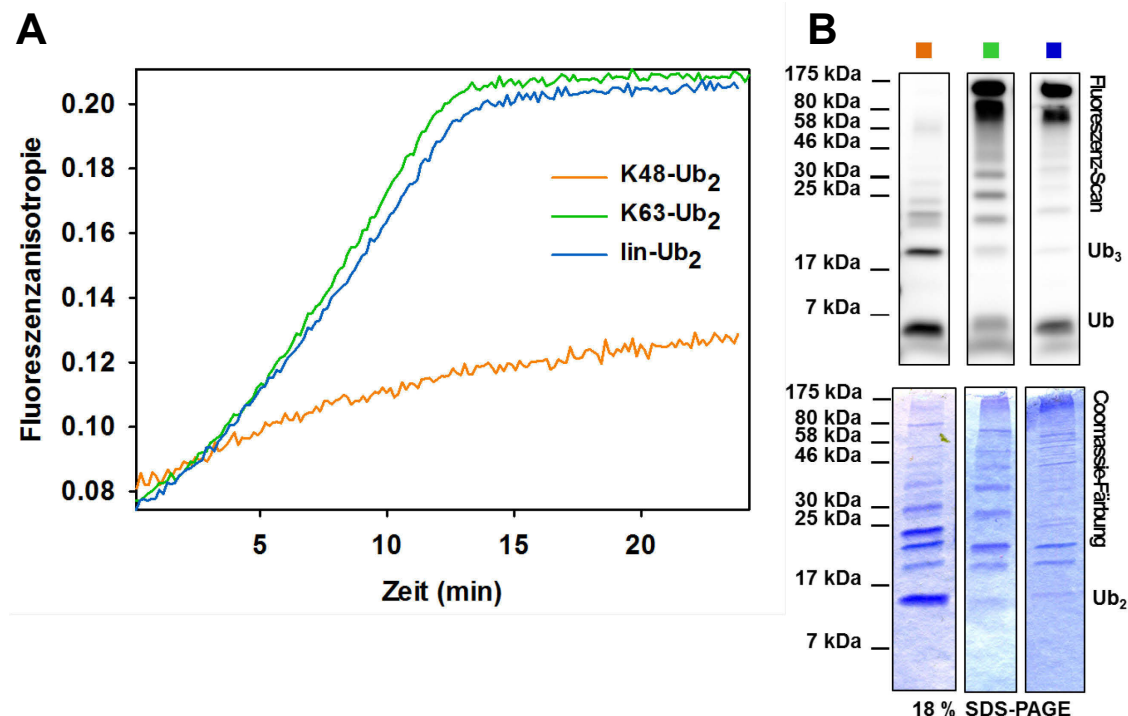 A
Fluoreszenzanisotropie
0.20
0.18
0.16
0.14
0.12
0.10
0.08
K48-Ub2
K63-Ub2
lin-Ub2
5
10
15
20
Zeit (min)
B
175 kDa
80 kDa
58 kDa
46 kDa
30 kDa
25 kDa
17 kDa
7 kDa
Fluoreszenz-Scan
Ub3
Ub
175 kDa
80 kDa
58 kDa
46 kDa
30 kDa
25 kDa
17 kDa
7 kDa
Coomassie-Färbung
Ub2
18 % SDS-PAGE